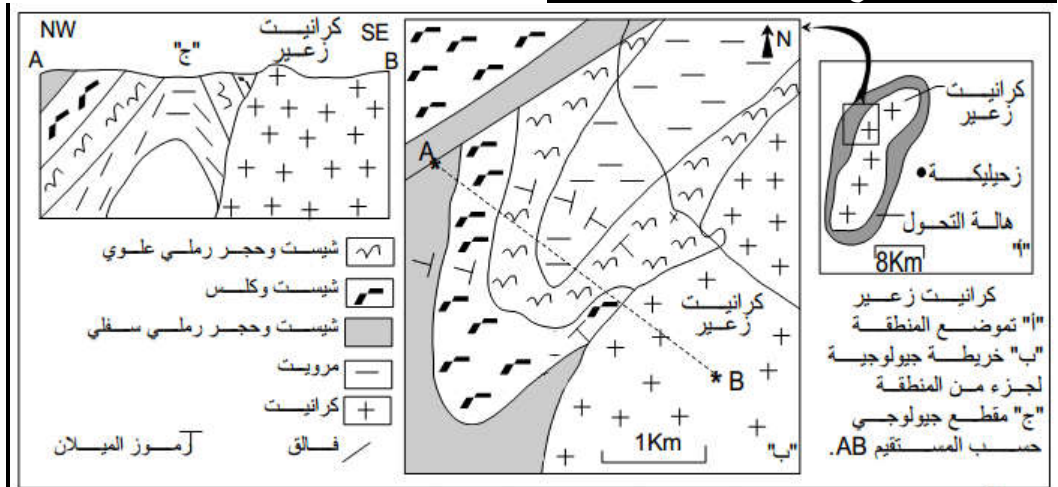 NW
SE
A
"ج"
كرانيت
زعير
B
شيست وحجر رملي علوي
شيست وكلس
شيست وحجر رملي سفلي
مرويت
كرانيت
فالق
رموز الميلان
N
A
كرانيت
زعير
B
1Km
"ب"
كرانيت
زعير
زحيليكة
هالة التحول
8Km
"أ"
كرانيت زعير
"أ" تموضع المنطقة
"ب" خريطة جيولوجية
لجزء من المنطقة
"ج" مقطع جيولوجي
حسب المستقيم AB.